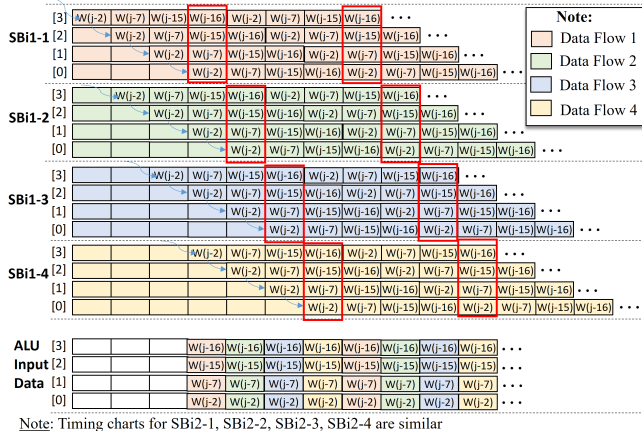 Note:
Data Flow 1
Data Flow 2
Data Flow 3
Data Flow 4
SBi1-1
[3] W(j-2) W(j-7) W(j-15) W(j-16) W(j-2) W(j-7) W(j-15) W(j-16) • • •
[2] W(j-2) W(j-7) W(j-15) W(j-16) W(j-2) W(j-7) W(j-15) W(j-16) • • •
[1] W(j-2) W(j-7) W(j-15) W(j-16) W(j-2) W(j-7) W(j-15) W(j-16) • • •
[0] W(j-2) W(j-7) W(j-15) W(j-16) W(j-2) W(j-7) W(j-15) W(j-16) • • •
SBi1-2
[3] W(j-2) W(j-7) W(j-15) W(j-16) W(j-2) W(j-7) W(j-15) W(j-16) • • •
[2] W(j-2) W(j-7) W(j-15) W(j-16) W(j-2) W(j-7) W(j-15) W(j-16) • • •
[1] W(j-2) W(j-7) W(j-15) W(j-16) W(j-2) W(j-7) W(j-15) W(j-16) • • •
[0] W(j-2) W(j-7) W(j-15) W(j-16) W(j-2) W(j-7) W(j-15) W(j-16) • • •
SBi1-3
[3] W(j-2) W(j-7) W(j-15) W(j-16) W(j-2) W(j-7) W(j-15) W(j-16) • • •
[2] W(j-2) W(j-7) W(j-15) W(j-16) W(j-2) W(j-7) W(j-15) W(j-16) • • •
[1] W(j-2) W(j-7) W(j-15) W(j-16) W(j-2) W(j-7) W(j-15) W(j-16) • • •
[0] W(j-2) W(j-7) W(j-15) W(j-16) W(j-2) W(j-7) W(j-15) W(j-16) • • •
SBi1-4
[3] W(j-2) W(j-7) W(j-15) W(j-16) W(j-2) W(j-7) W(j-15) W(j-16) • • •
[2] W(j-2) W(j-7) W(j-15) W(j-16) W(j-2) W(j-7) W(j-15) W(j-16) • • •
[1] W(j-2) W(j-7) W(j-15) W(j-16) W(j-2) W(j-7) W(j-15) W(j-16) • • •
[0] W(j-2) W(j-7) W(j-15) W(j-16) W(j-2) W(j-7) W(j-15) W(j-16) • • •
ALU [3] W(j-16) W(j-16) W(j-16) W(j-16) W(j-16) W(j-16) W(j-16) W(j-16) • • •
Input [2] W(j-15) W(j-15) W(j-15) W(j-15) W(j-15) W(j-15) W(j-15) W(j-15) • • •
Data [1] W(j-7) W(j-7) W(j-7) W(j-7) W(j-7) W(j-7) W(j-7) W(j-7) • • •
[0] W(j-2) W(j-2) W(j-2) W(j-2) W(j-2) W(j-2) W(j-2) W(j-2) • • •
Note: Timing charts for SBi2-1, SBi2-2, SBi2-3, SBi2-4 are similar